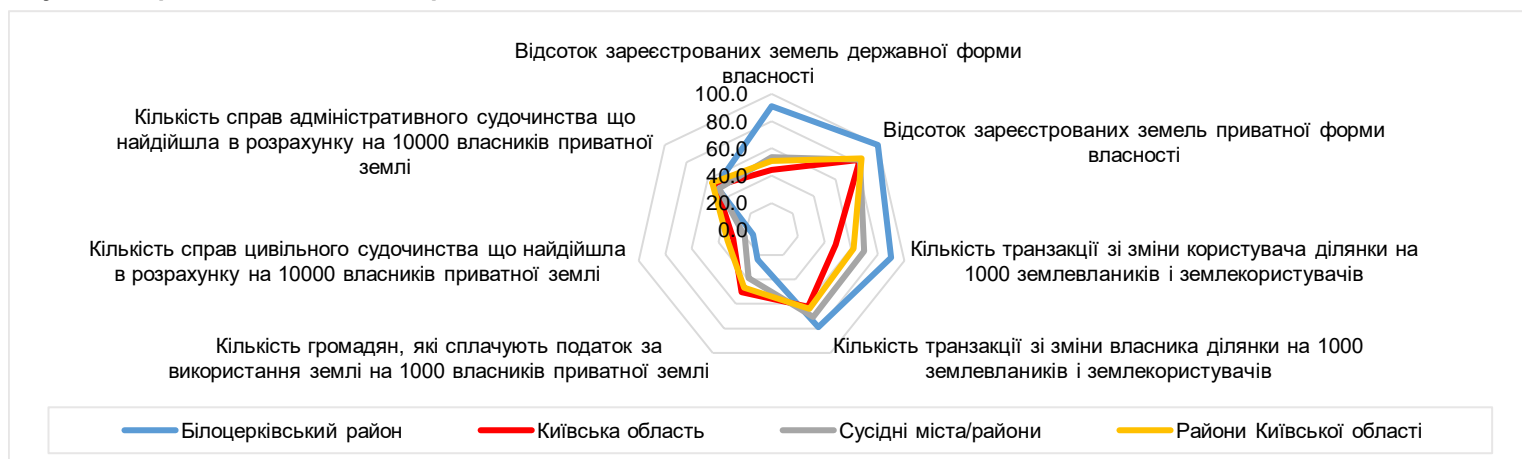 Відсоток зареєстрованих земель державної форми
власності
100.0
80.0
60.0
40.0
20.0
0.0
Кількість справ адміністративного судочинства що
найдійшла в розрахунку на 10000 власників приватної
землі
Відсоток зареєстрованих земель приватної форми
власності
Кількість справ цивільного судочинства що найдійшла
в розрахунку на 10000 власників приватної землі
Кількість транзакції зі зміни користувача ділянки на
1000 землевлаників і землекористувачів
Кількість громадян, які сплачують податок за
використання землі на 1000 власників приватної землі
Кількість транзакції зі зміни власника ділянки на 1000
землевлаників і землекористувачів
Білоцерківський район
Київська область
Сусідні міста/райони
Райони Київської області